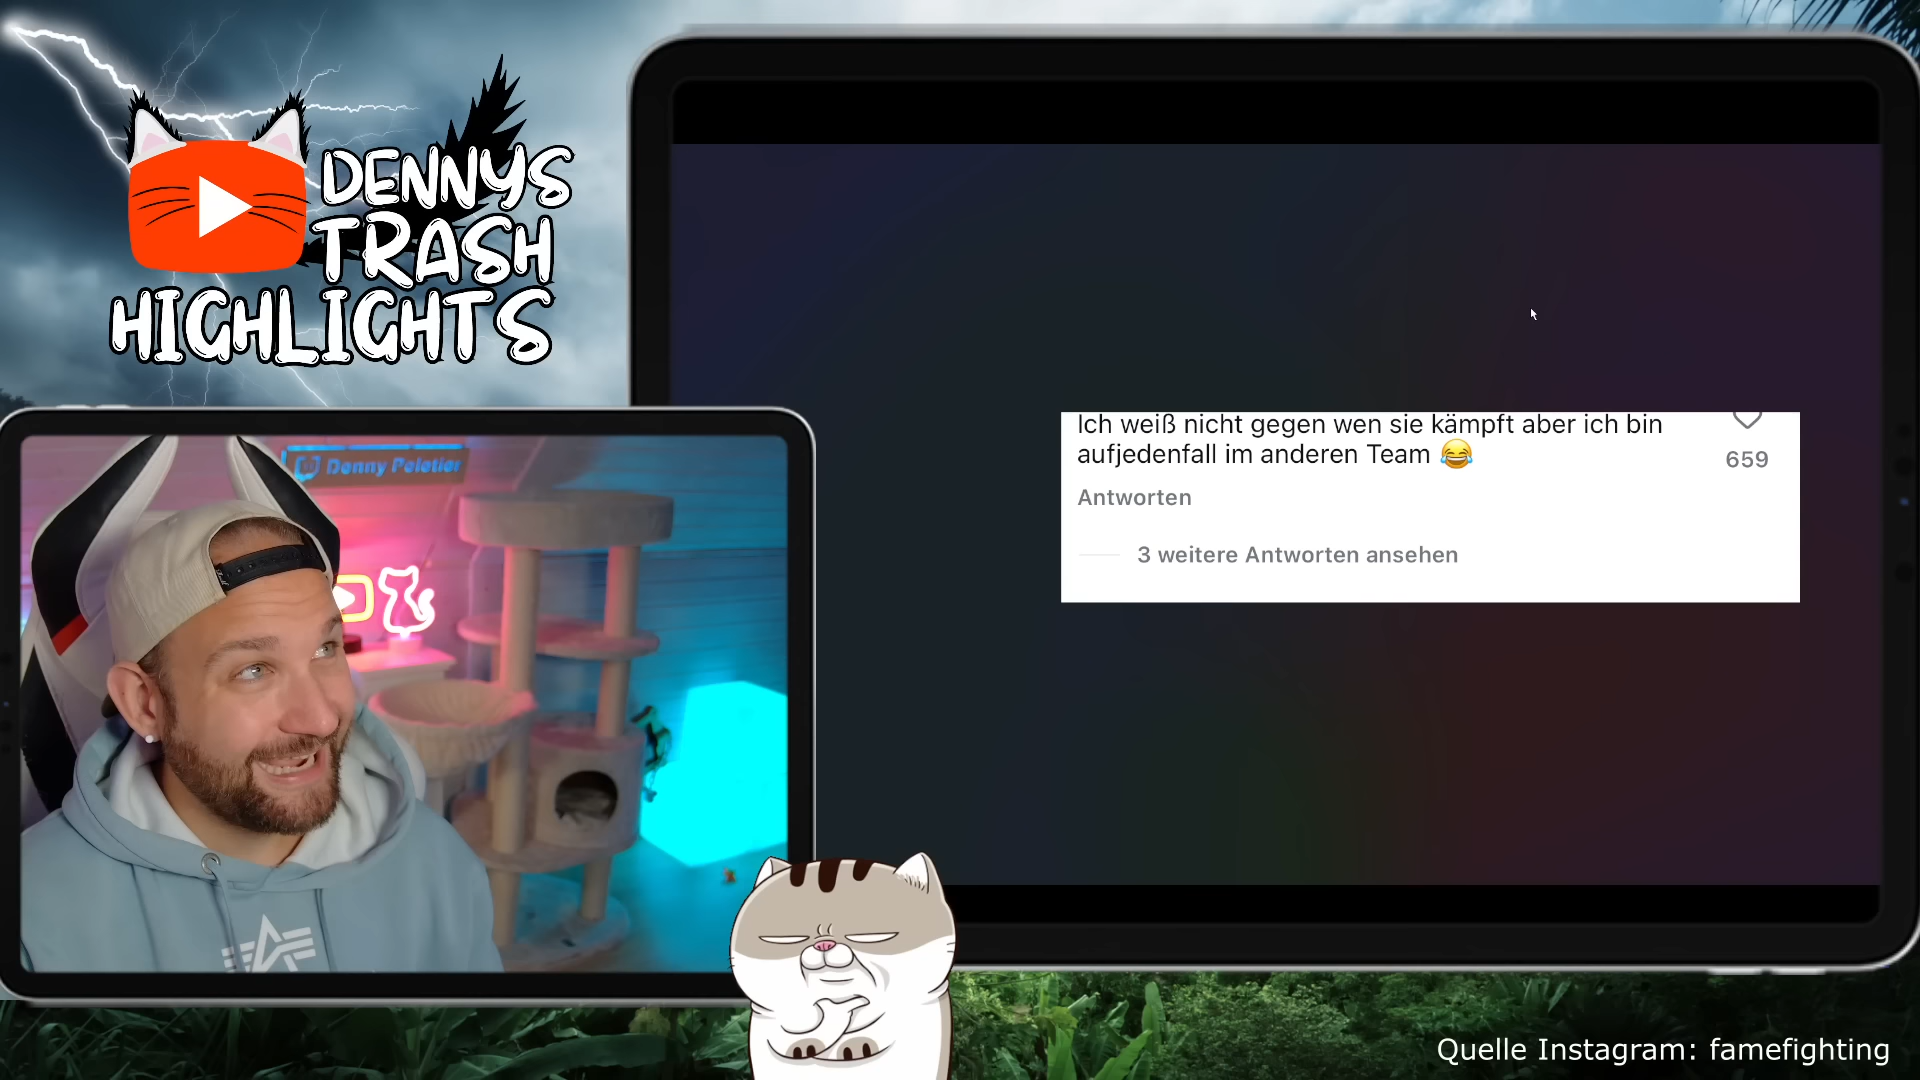 DENNYS
TRASH
HIGHLIGHTS
Denny Peletier
Ich weiß nicht gegen wen sie kämpft aber ich bin
aufjedenfall im anderen Team 😂
659
Antworten
3 weitere Antworten ansehen
Quelle Instagram: famefighting